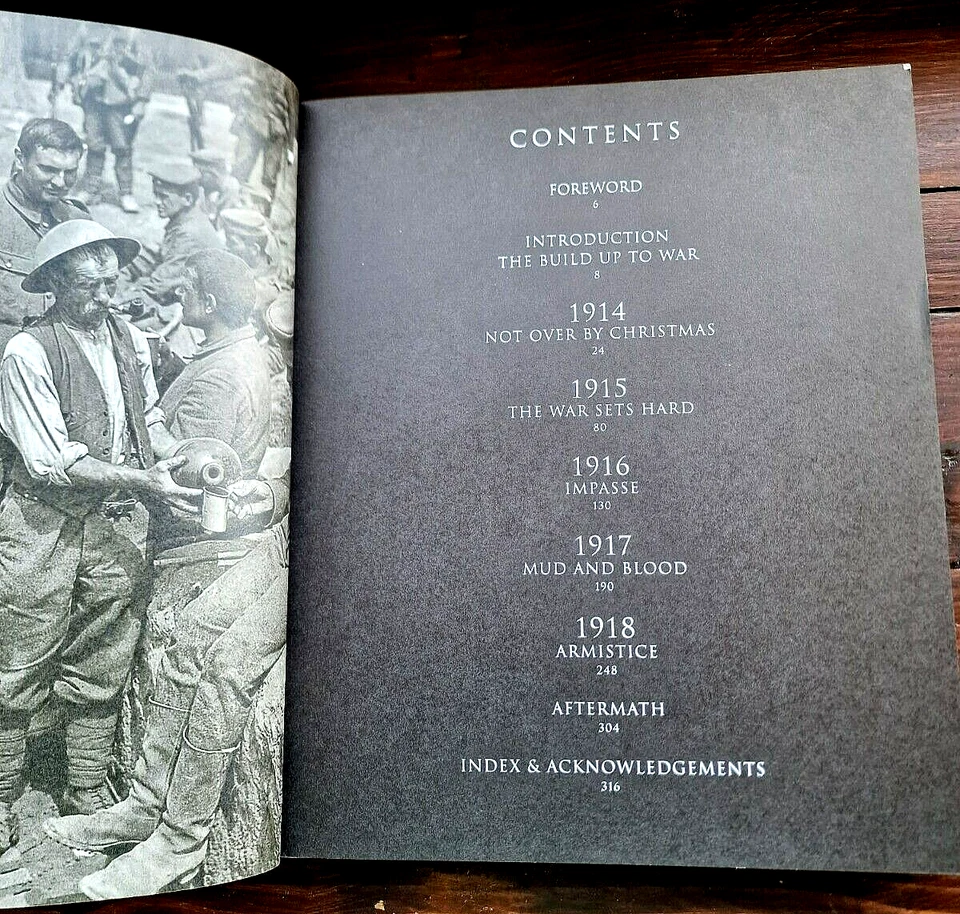 CONTENTS
FOREWORD
6
INTRODUCTION
THE BUILD UP TO WAR
8
1914
NOT OVER BY CHRISTMAS
24
1915
THE WAR SETS HARD
80
1916
IMPASSE
130
1917
MUD AND BLOOD
190
1918
ARMISTICE
248
AFTERMATH
304
INDEX & ACKNOWLEDGEMENTS
316